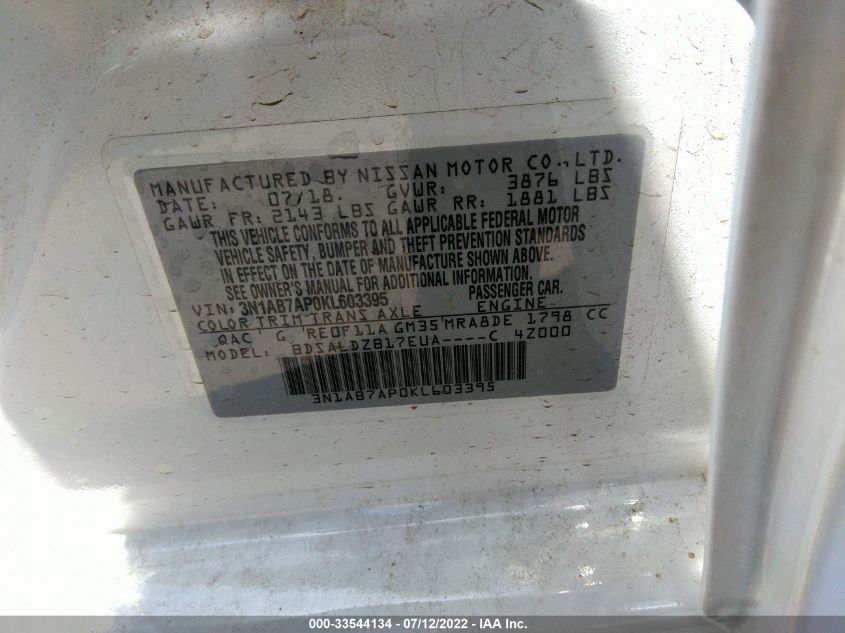 MANUFACTURED BY NISSAN MOTOR CO.,LTD.
DATE: 07/18. GVWR: 3876 LBS
GAWR FR: 2143 LBS GAWR RR: 1881 LBS
THIS VEHICLE CONFORMS TO ALL APPLICABLE FEDERAL MOTOR
VEHICLE SAFETY, BUMPER AND THEFT PREVENTION STANDARDS
IN EFFECT ON THE DATE OF MANUFACTURE SHOWN ABOVE.
SEE OWNER'S MANUAL FOR ADDITIONAL INFORMATION.
VIN: 3N1AB7AP0KL603395 PASSENGER CAR.
COLOR TRIM TRANS AXLE ENGINE
QAC G RE0F11A GM35 MRA8DE 1798 CC
MODEL: BDSALDZB17EUA----C 4Z000
3N1AB7AP0KL603395
000-33544134 - 07/12/2022 - IAA Inc.